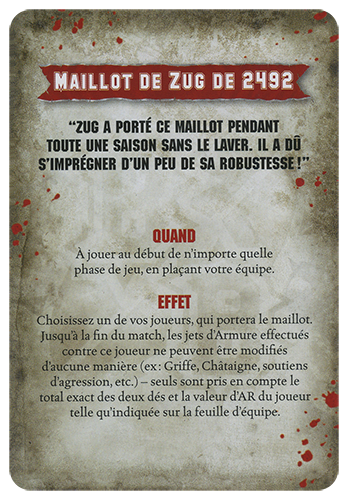 MAILLOT DE ZUG DE 2492
“ZUG A PORTÉ CE MAILLOT PENDANT
TOUTE UNE SAISON SANS LE LAVER. IL A DÛ
S’IMPRÉGNER D’UN PEU DE SA ROBUSTESSE !”
QUAND
À jouer au début de n’importe quelle
phase de jeu, en plaçant votre équipe.
EFFET
Choisissez un de vos joueurs, qui portera le maillot.
Jusqu’à la fin du match, les jets d’Armure effectués
contre ce joueur ne peuvent être modifiés
d’aucune manière (ex : Griffe, Châtaigne, soutiens
d’agression, etc.) – seuls sont pris en compte le
total exact des deux dés et la valeur d’AR du joueur
telle qu’indiquée sur la feuille d’équipe.